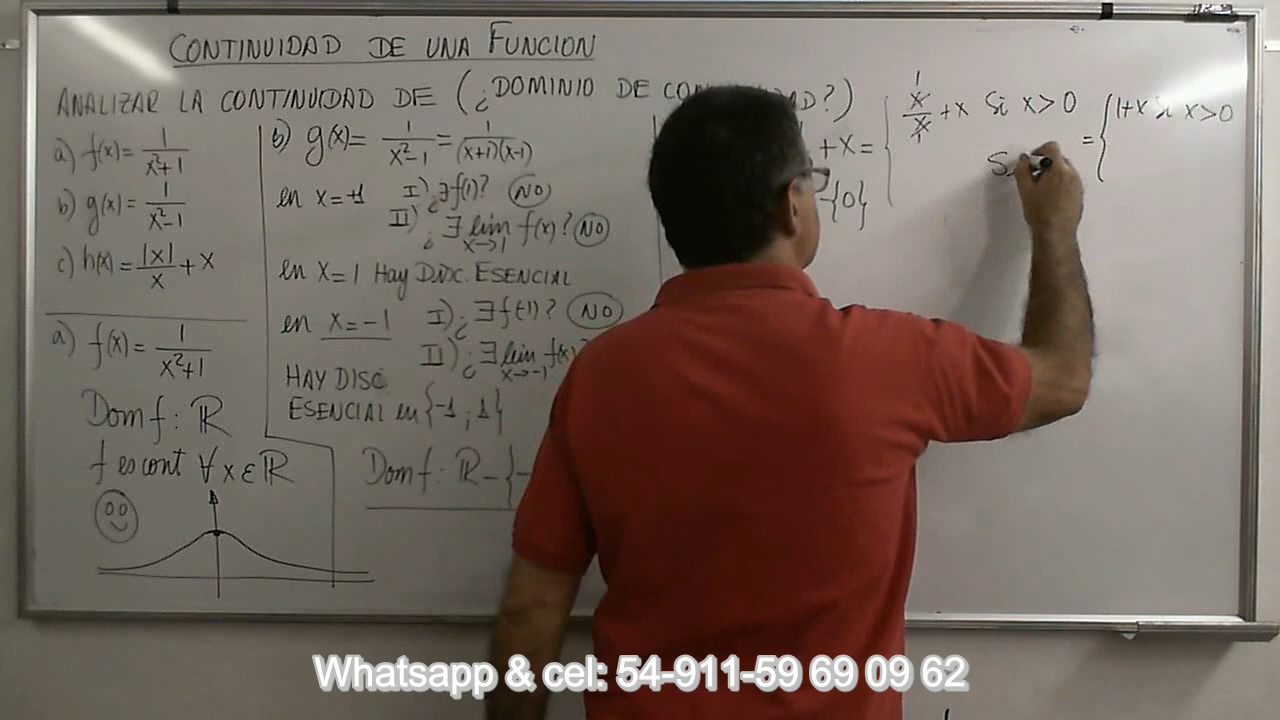 CONTINUIDAD DE UNA FUNCION
ANALIZAR LA CONTINUIDAD DE (¿DOMINIO DE
AD?)
a) f(x)= 1/(x²+1)
b) g(x)= 1/(x²-1)
c) h(x)= |x|/x + x
a) f(x)= 1/(x²+1)
Dom f: ℝ
f es cont ∀ x ∈ ℝ
b) g(x)= 1/(x²-1) = 1/((x+1)(x-1))
en x=1 I) ¿∃ f(1)? NO
II) ¿∃ lim x→1 f(x)? NO
en x=1 Hay Disc. ESENCIAL
en x=-1 I) ¿∃ f(-1)? NO
II) ¿∃ lim x→-1 f(x)
HAY DISC
ESENCIAL en {-1, 1}
Dom f: ℝ-{-
+x= { x/x +x Si x>0 = { 1+x si x>0
1
1
S
-{0}
Whatsapp & cel: 54-911-59 69 09 62